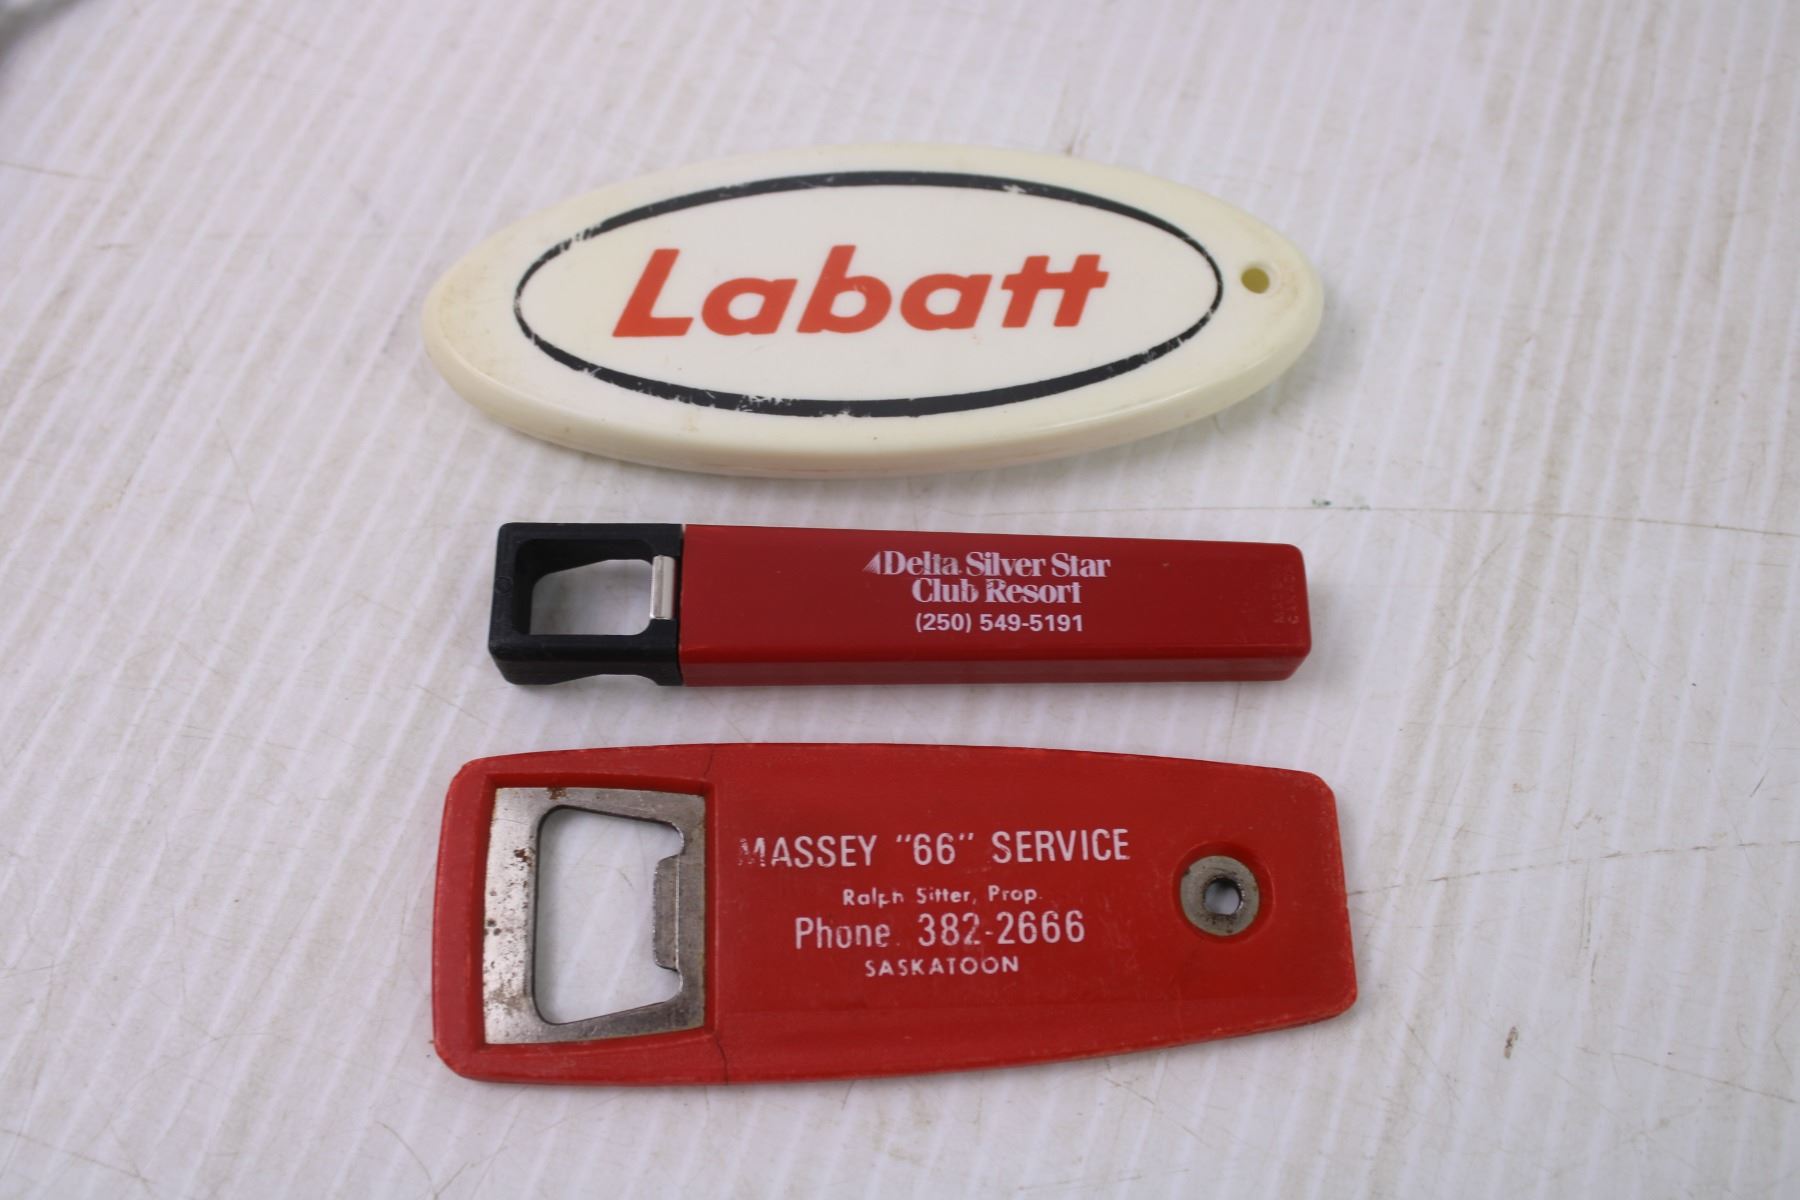 Labatt
Delta Silver Star
Club Resort
(250) 549-5191
MASSEY "66" SERVICE
Ralph Sitter, Prop.
Phone 382-2666
SASKATOON